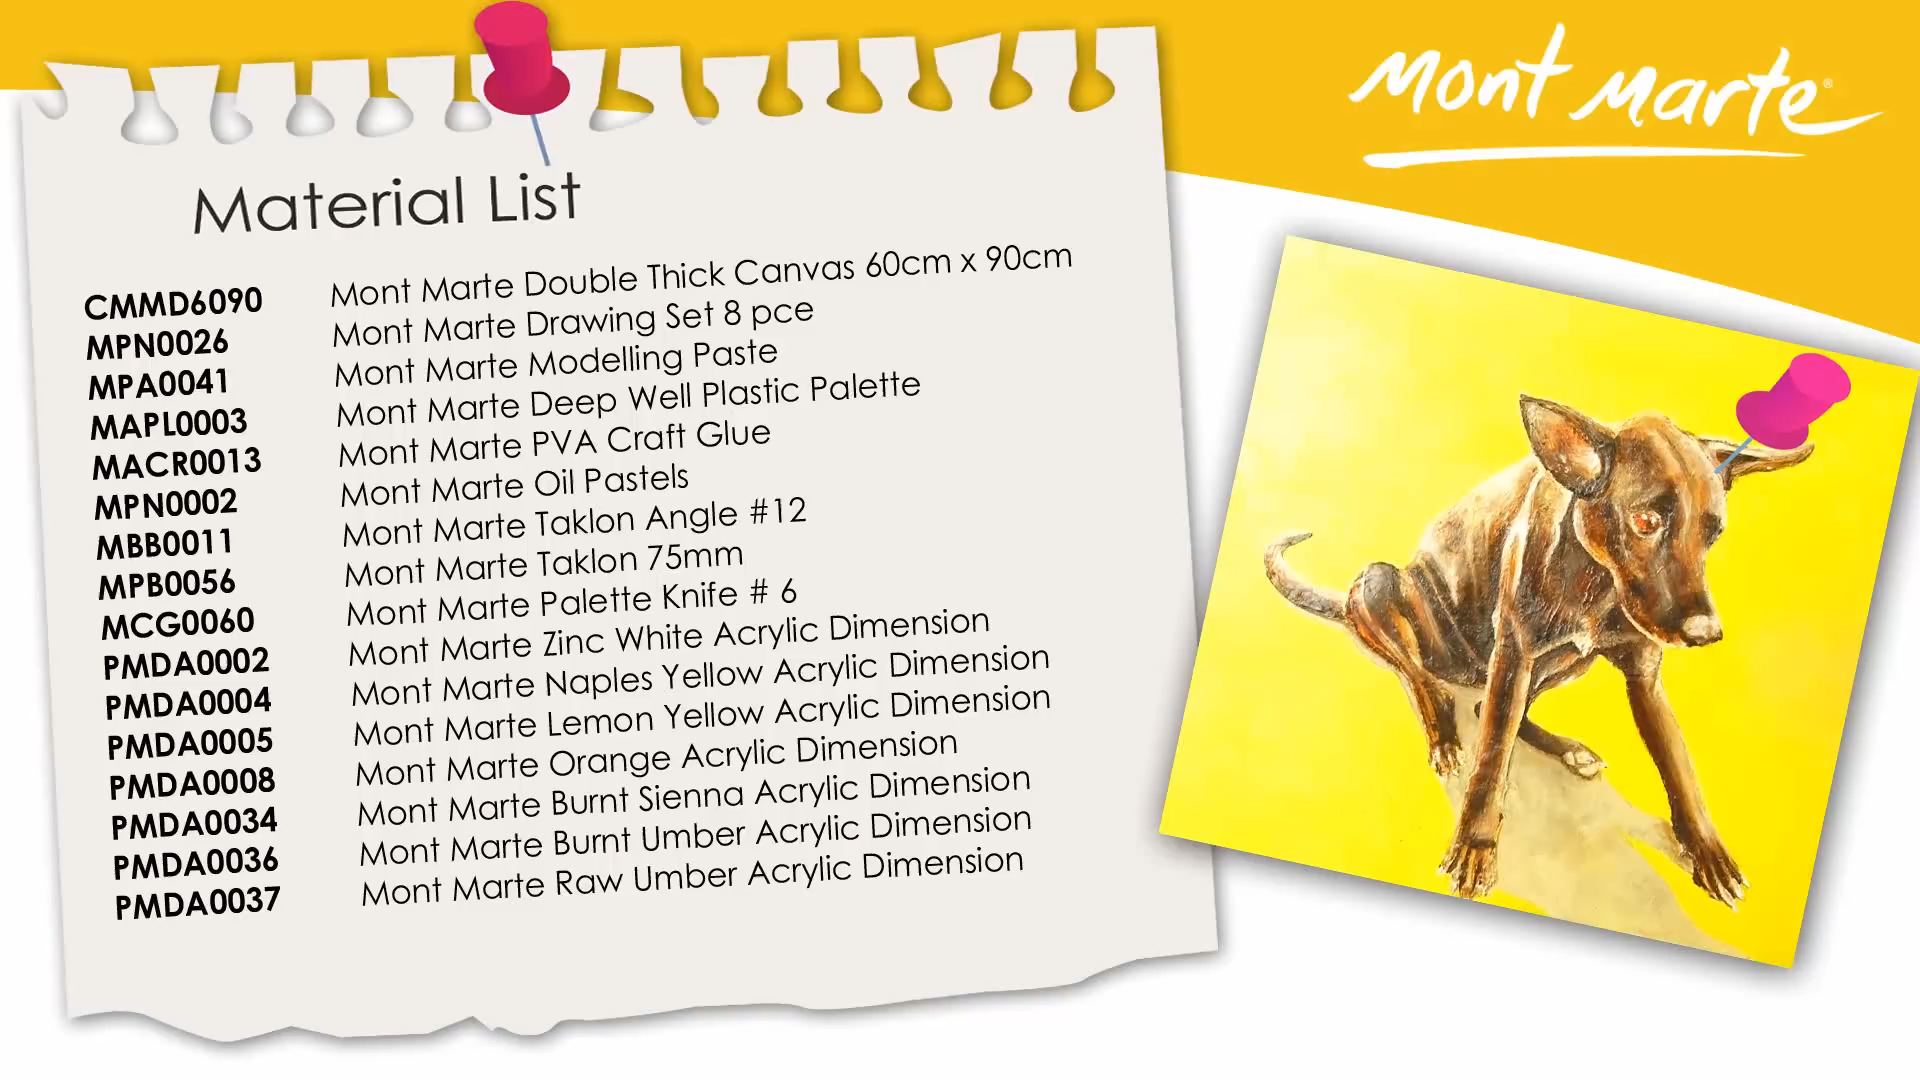 Mont Marte®
Material List
CMMD6090 Mont Marte Double Thick Canvas 60cm x 90cm
MPN0026 Mont Marte Drawing Set 8 pce
MPA0041 Mont Marte Modelling Paste
MAPL0003 Mont Marte Deep Well Plastic Palette
MACR0013 Mont Marte PVA Craft Glue
MPN0002 Mont Marte Oil Pastels
MBB0011 Mont Marte Taklon Angle #12
MPB0056 Mont Marte Taklon 75mm
MCG0060 Mont Marte Palette Knife # 6
PMDA0002 Mont Marte Zinc White Acrylic Dimension
PMDA0004 Mont Marte Naples Yellow Acrylic Dimension
PMDA0005 Mont Marte Lemon Yellow Acrylic Dimension
PMDA0008 Mont Marte Orange Acrylic Dimension
PMDA0034 Mont Marte Burnt Sienna Acrylic Dimension
PMDA0036 Mont Marte Burnt Umber Acrylic Dimension
PMDA0037 Mont Marte Raw Umber Acrylic Dimension